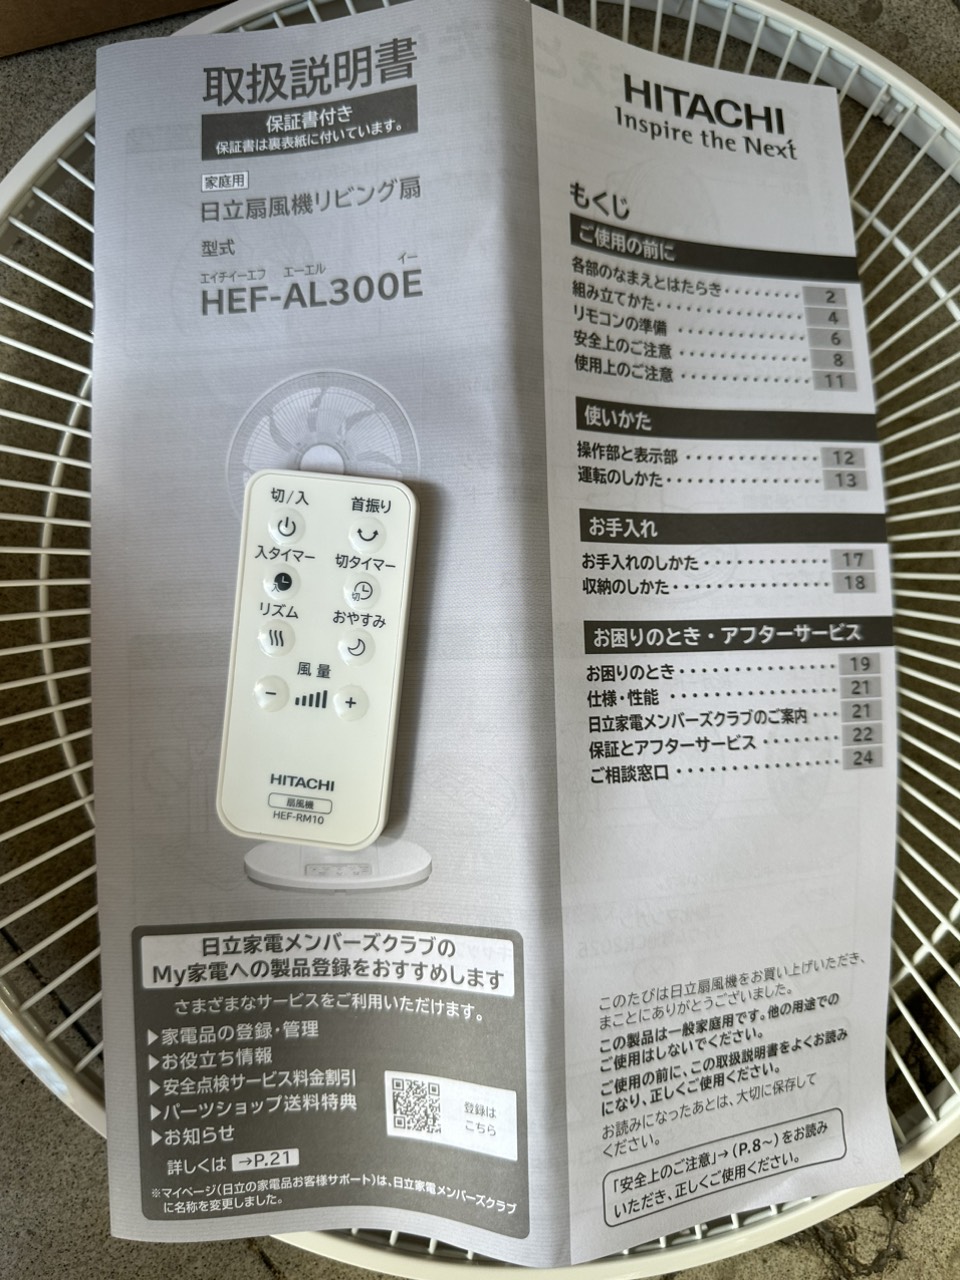 取扱説明書
保証書付き
保証書は裏表紙に付いています。
家庭用
日立扇風機リビング扇
型式
エイチイーエフ エーエル イー
HEF-AL300E
切/入
首振り
入タイマー
切タイマー
入
切
リズム
おやすみ
風量
− +
HITACHI
扇風機
HEF-RM10
日立家電メンバーズクラブの
My家電への製品登録をおすすめします
さまざまなサービスをご利用いただけます。
▶家電品の登録・管理
▶お役立ち情報
▶安全点検サービス料金割引
▶パーツショップ送料特典
▶お知らせ
登録は
こちら
詳しくは →P.21
※マイページ(日立の家電品お客様サポート)は、日立家電メンバーズクラブ
に名称を変更しました。
HITACHI
Inspire the Next
もくじ
ご使用の前に
各部のなまえとはたらき・・・・・・・・ 2
組み立てかた・・・・・・・・・・・・・・ 4
リモコンの準備 ・・・・・・・・・・・・ 6
安全上のご注意 ・・・・・・・・・・・・ 8
使用上のご注意 ・・・・・・・・・・・・ 11
使いかた
操作部と表示部 ・・・・・・・・・・・・ 12
運転のしかた・・・・・・・・・・・・・・ 13
お手入れ
お手入れのしかた ・・・・・・・・・・・ 17
収納のしかた・・・・・・・・・・・・・・ 18
お困りのとき・アフターサービス
お困りのとき・・・・・・・・・・・・・・ 19
仕様・性能 ・・・・・・・・・・・・・・ 21
日立家電メンバーズクラブのご案内・・・ 21
保証とアフターサービス ・・・・・・・・ 22
ご相談窓口・・・・・・・・・・・・・・・ 24
このたびは日立扇風機をお買い上げいただき、
まことにありがとうございました。
この製品は一般家庭用です。他の用途での
ご使用はしないでください。
ご使用の前に、この取扱説明書をよくお読み
になり、正しくご使用ください。
お読みになったあとは、大切に保存して
ください。
「安全上のご注意」→(P.8〜)をお読み
いただき、正しくご使用ください。